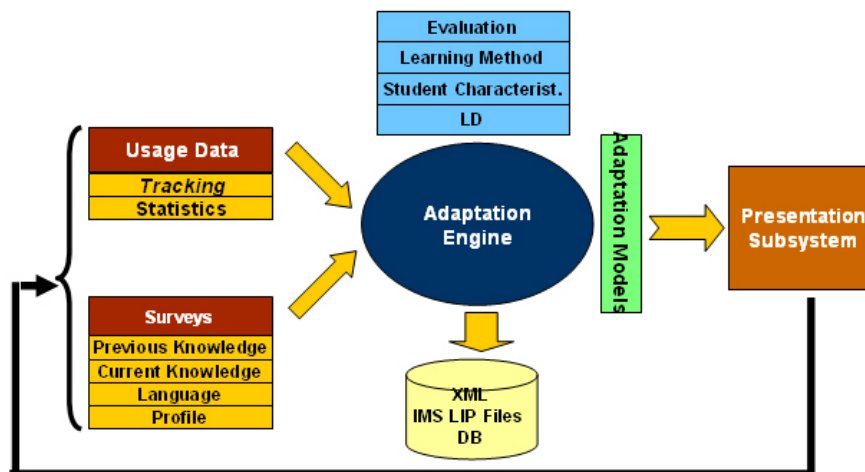 Evaluation
Learning Method
Student Characterist.
LD
Usage Data
Tracking
Statistics
Surveys
Previous Knowledge
Current Knowledge
Language
Profile
Adaptation
Engine
Adaptation Models
Presentation
Subsystem
XML
IMS LIP Files
DB